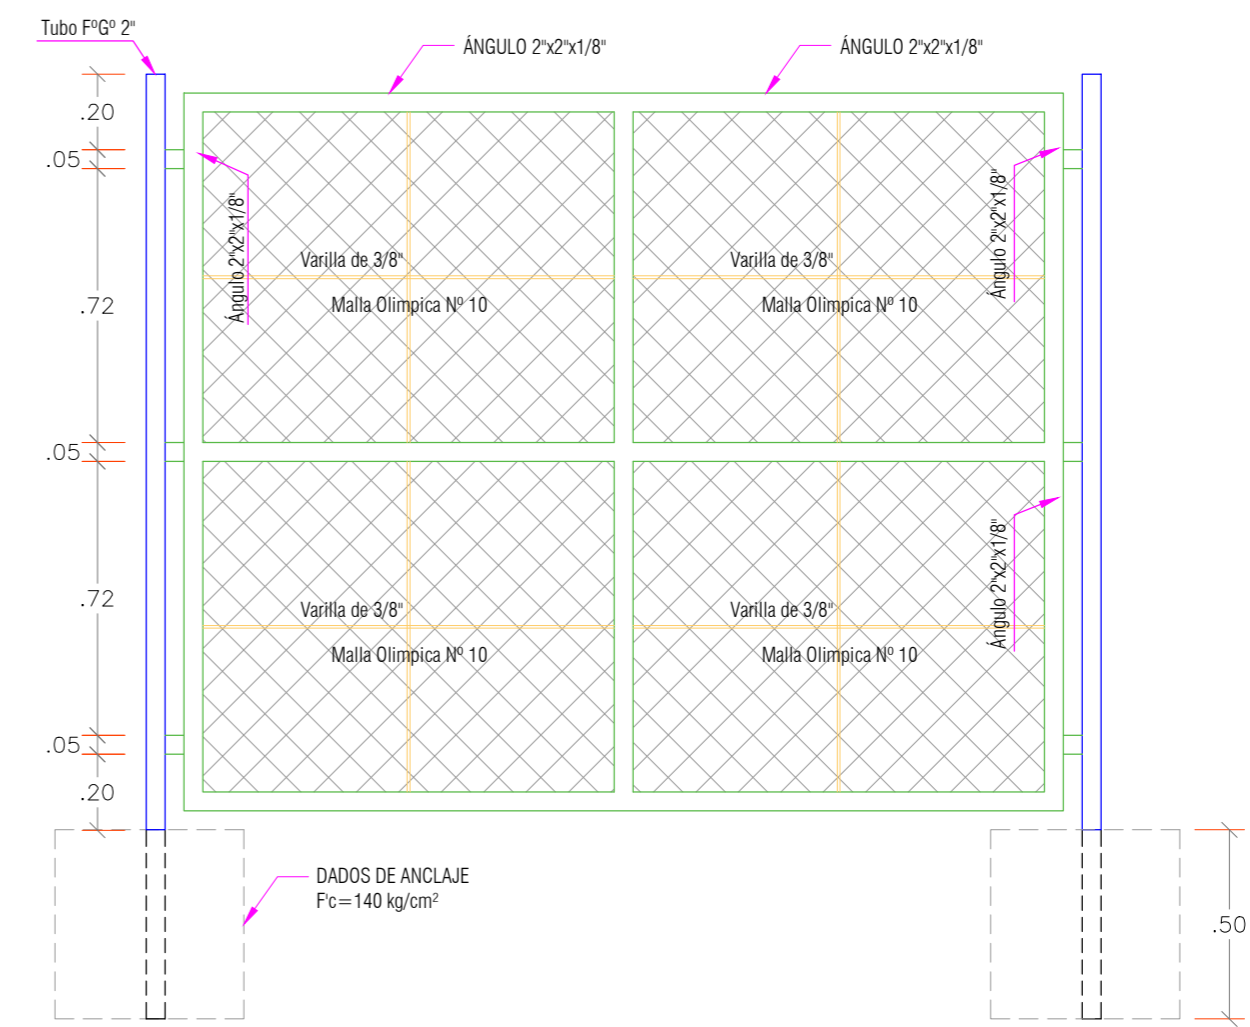 Tubo FºGº 2"
ÁNGULO 2"x2"x1/8"
ÁNGULO 2"x2"x1/8"
.20
.05
Ángulo 2"x2"x1/8"
Ángulo 2"x2"x1/8"
Varilla de 3/8"
Varilla de 3/8"
.72
Malla Olimpica Nº 10
Malla Olimpica Nº 10
.05
Ángulo 2"x2"x1/8"
.72
Varilla de 3/8"
Varilla de 3/8"
Malla Olimpica Nº 10
Malla Olimpica Nº 10
.05
.20
DADOS DE ANCLAJE
F'c=140 kg/cm²
.50